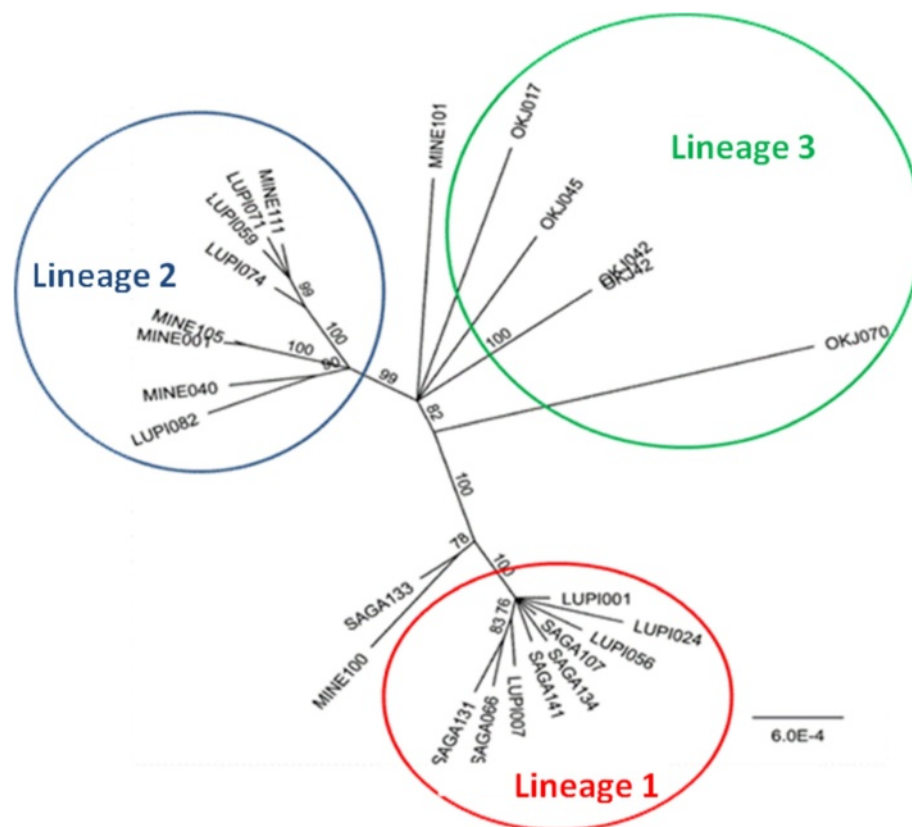 MINE101
OKJ017
Lineage 3
OKJ045
OKJ042
OKJ42
OKJ070
MINE111
LUPI071
LUPI059
LUPI074
Lineage 2
MINE105
MINE001
MINE040
LUPI082
99
100
100
99
99
100
82
100
78
100
SAGA133
MINE100
76
83
LUPI001
LUPI024
LUPI056
SAGA107
SAGA134
SAGA141
LUPI007
SAGA066
SAGA131
Lineage 1
6.0E-4